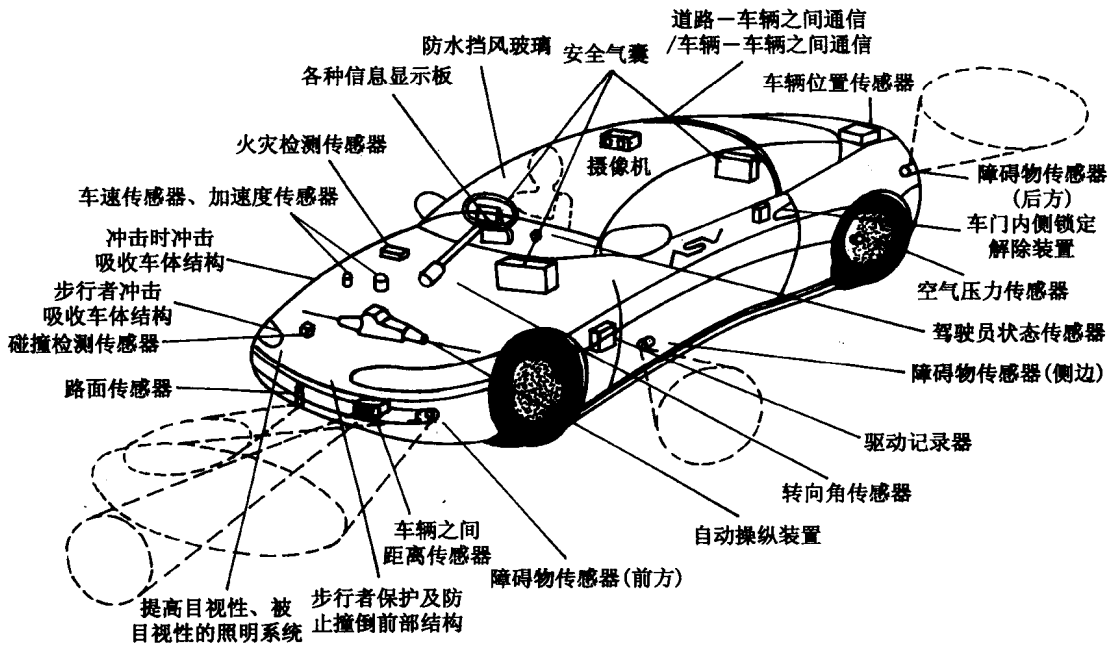 道路－车辆之间通信
/车辆－车辆之间通信
防水挡风玻璃
安全气囊
各种信息显示板
车辆位置传感器
火灾检测传感器
摄像机
障碍物传感器
(后方)
车速传感器、加速度传感器
车门内侧锁定
解除装置
冲击时冲击
吸收车体结构
ASV
空气压力传感器
步行者冲击
吸收车体结构
驾驶员状态传感器
碰撞检测传感器
障碍物传感器(侧边)
路面传感器
驱动记录器
转向角传感器
自动操纵装置
车辆之间
距离传感器
障碍物传感器(前方)
提高目视性、被
目视性的照明系统
步行者保护及防
止撞倒前部结构